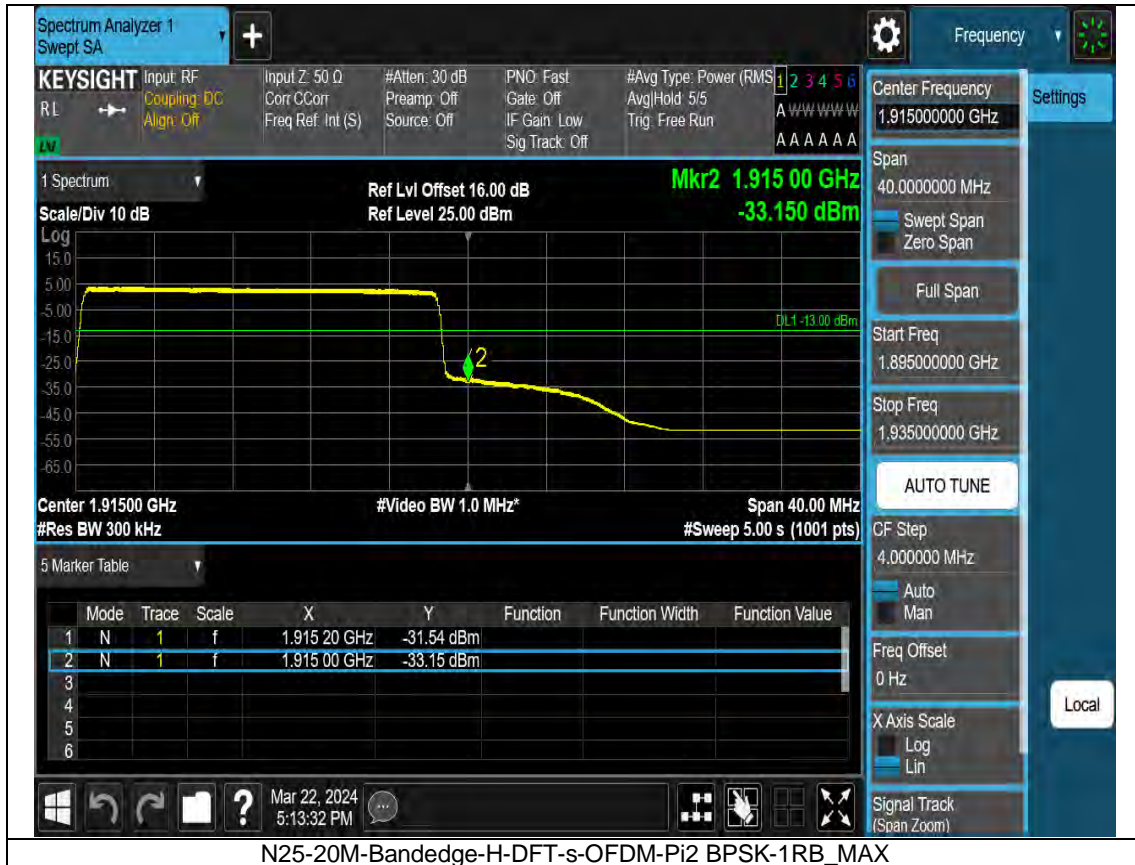 Spectrum Analyzer 1
Swept SA
Frequency
KEYSIGHT
RL
LXI
Input: RF
Coupling: DC
Align: Off
Input Z: 50 Ω
Corr CCorr
Freq Ref: Int (S)
#Atten: 30 dB
Preamp: Off
Source: Off
PNO: Fast
Gate: Off
IF Gain: Low
Sig Track: Off
#Avg Type: Power (RMS
Avg|Hold: 5/5
Trig: Free Run
1 2 3 4 5 6
A W W W W W
A A A A A A
Center Frequency
1.915000000 GHz
Settings
Span
40.0000000 MHz
Swept Span
Zero Span
Full Span
Start Freq
1.895000000 GHz
Stop Freq
1.935000000 GHz
AUTO TUNE
CF Step
4.000000 MHz
Auto
Man
Freq Offset
0 Hz
X Axis Scale
Log
Lin
Signal Track
(Span Zoom)
Local
1 Spectrum
Scale/Div 10 dB
Log
Ref Lvl Offset 16.00 dB
Ref Level 25.00 dBm
Mkr2 1.915 00 GHz
-33.150 dBm
15.0
5.00
-5.00
-15.0
-25.0
-35.0
-45.0
-55.0
-65.0
DL1 -13.00 dBm
2
Center 1.91500 GHz
#Res BW 300 kHz
#Video BW 1.0 MHz*
Span 40.00 MHz
#Sweep 5.00 s (1001 pts)
5 Marker Table
Mode Trace Scale X Y Function Function Width Function Value
1 N 1 f 1.915 20 GHz -31.54 dBm
2 N 1 f 1.915 00 GHz -33.15 dBm
3
4
5
6
?
Mar 22, 2024
5:13:32 PM
N25-20M-Bandedge-H-DFT-s-OFDM-Pi2 BPSK-1RB_MAX